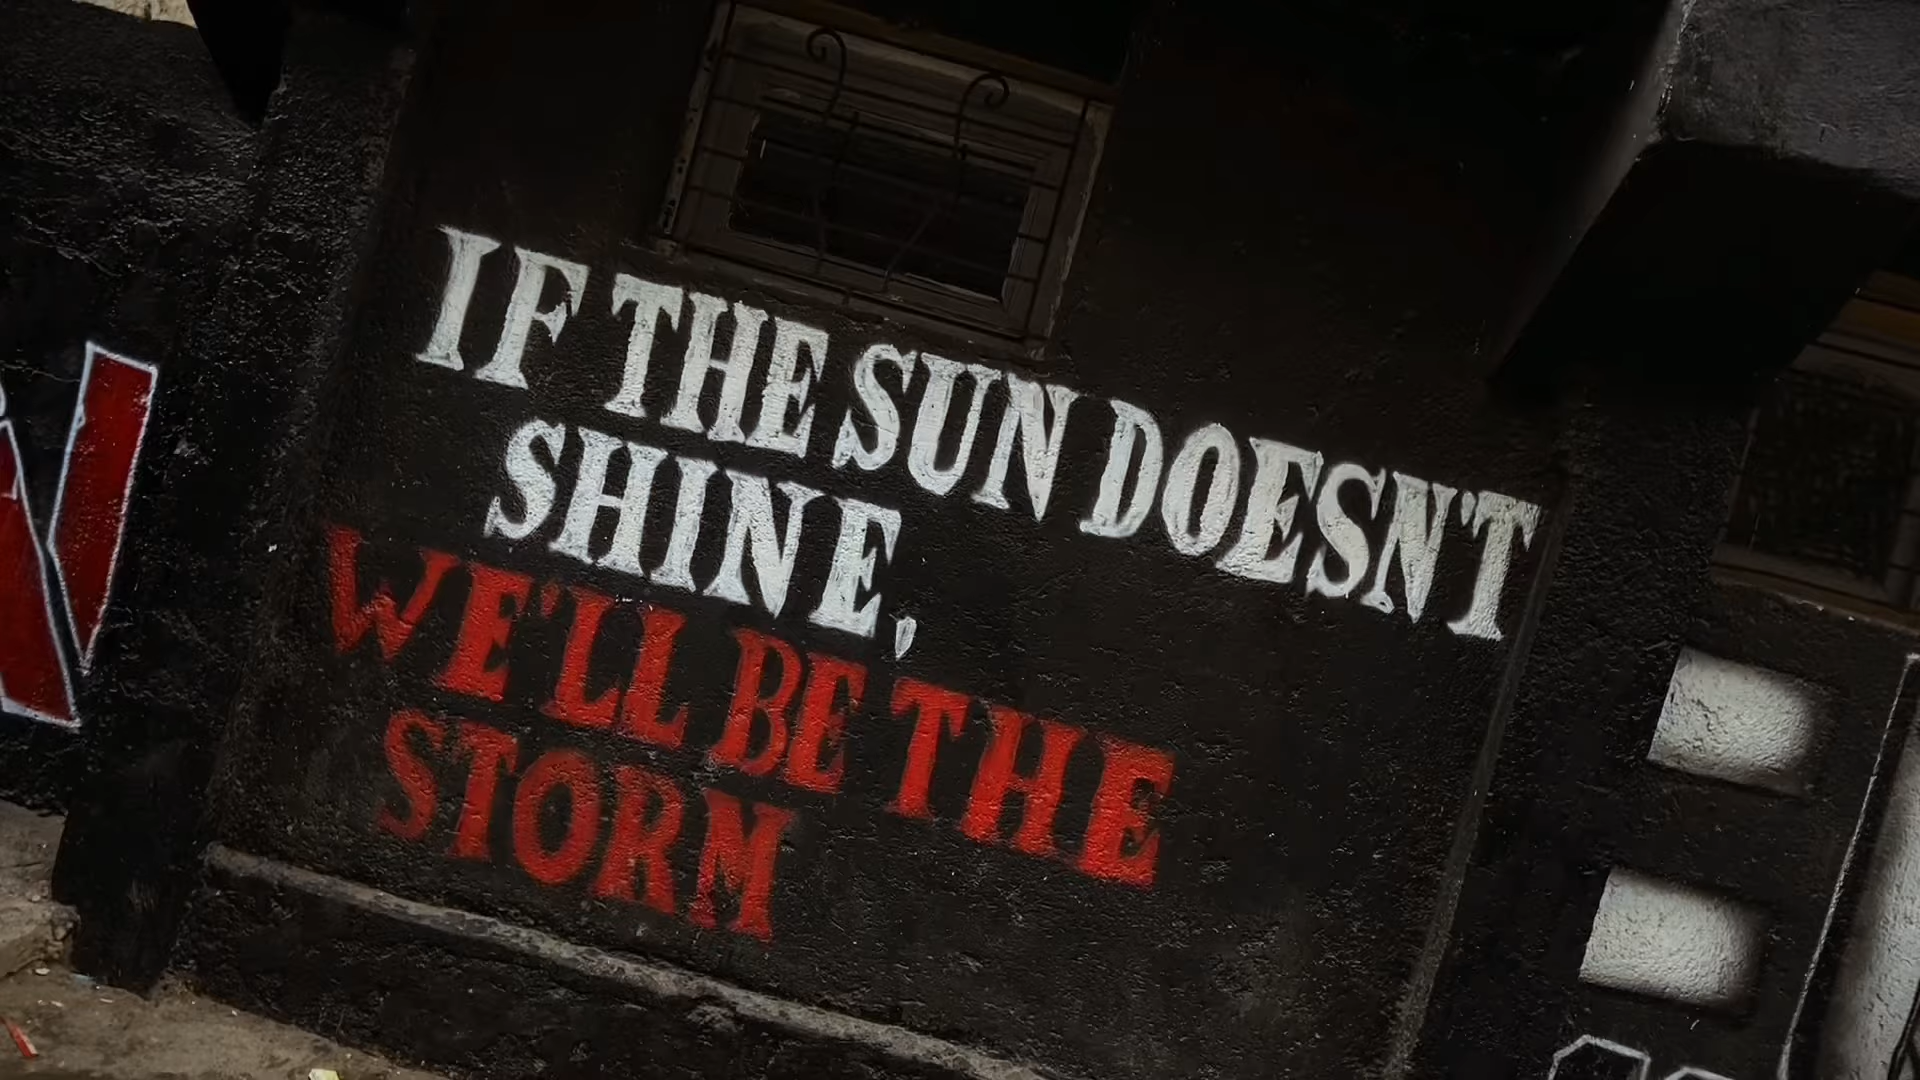 IF THE SUN DOESN'T
SHINE,
WE'LL BE THE
STORM